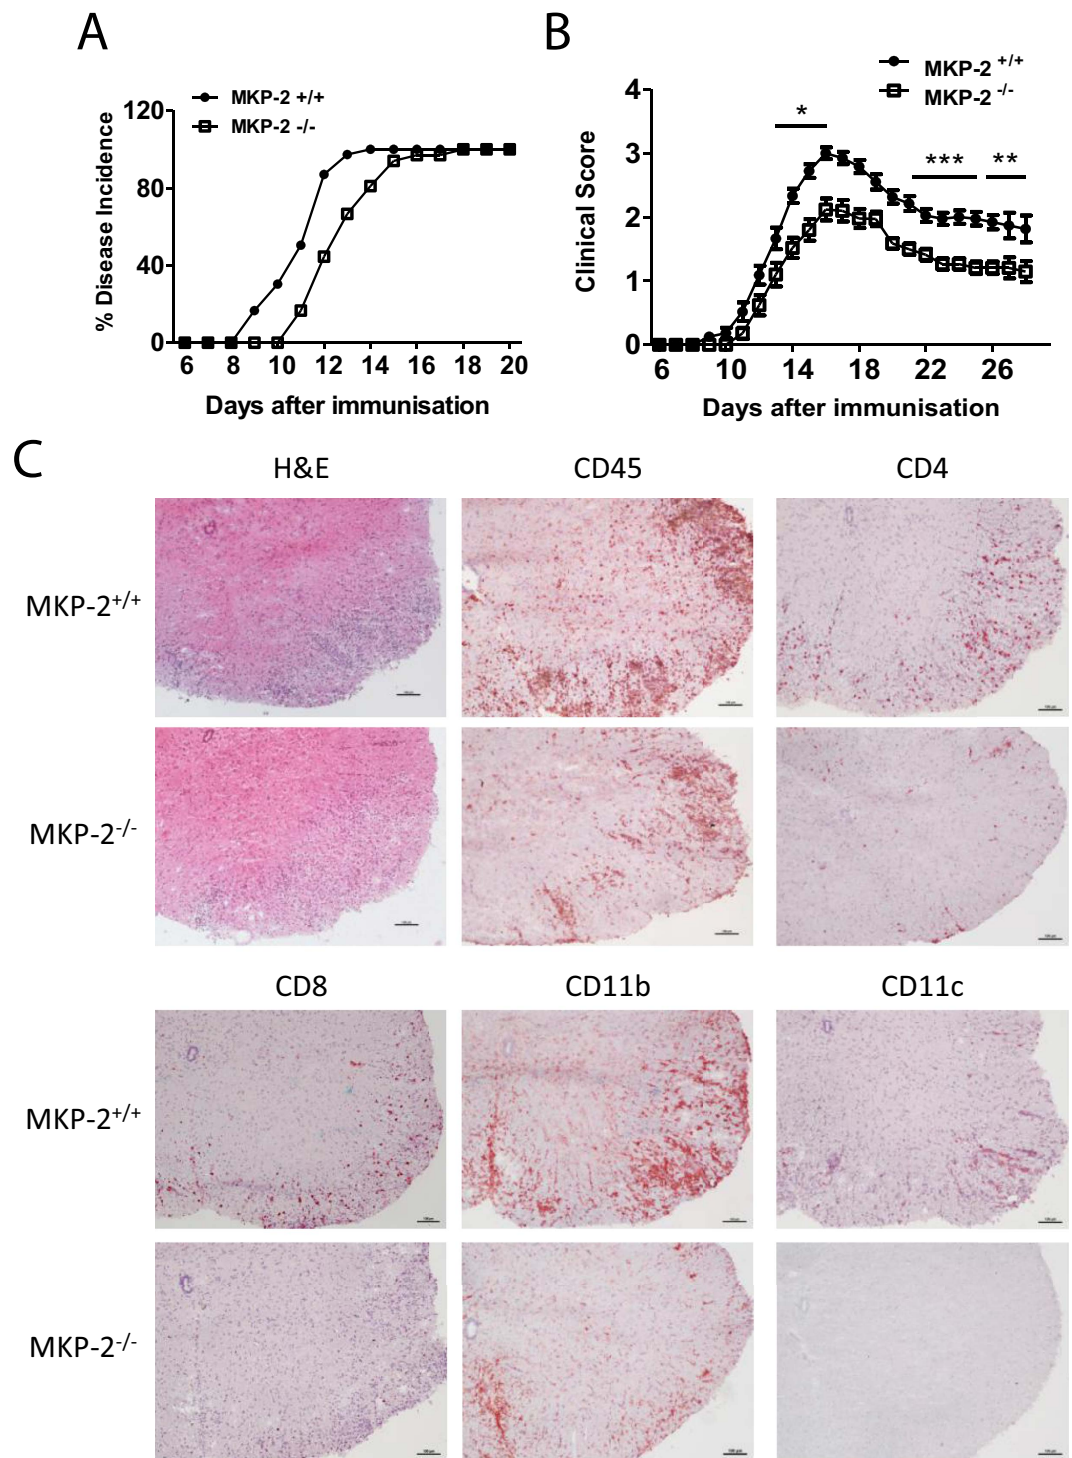 A
MKP-2 +/+
MKP-2 -/-
120
80
40
0
% Disease Incidence
6 8 10 12 14 16 18 20
Days after immunisation
B
MKP-2 +/+
MKP-2 -/-
4
3
2
1
0
Clinical Score
*
***
**
6 10 14 18 22 26
Days after immunisation
C
H&E CD45 CD4
MKP-2+/+
MKP-2-/-
CD8 CD11b CD11c
MKP-2+/+
MKP-2-/-